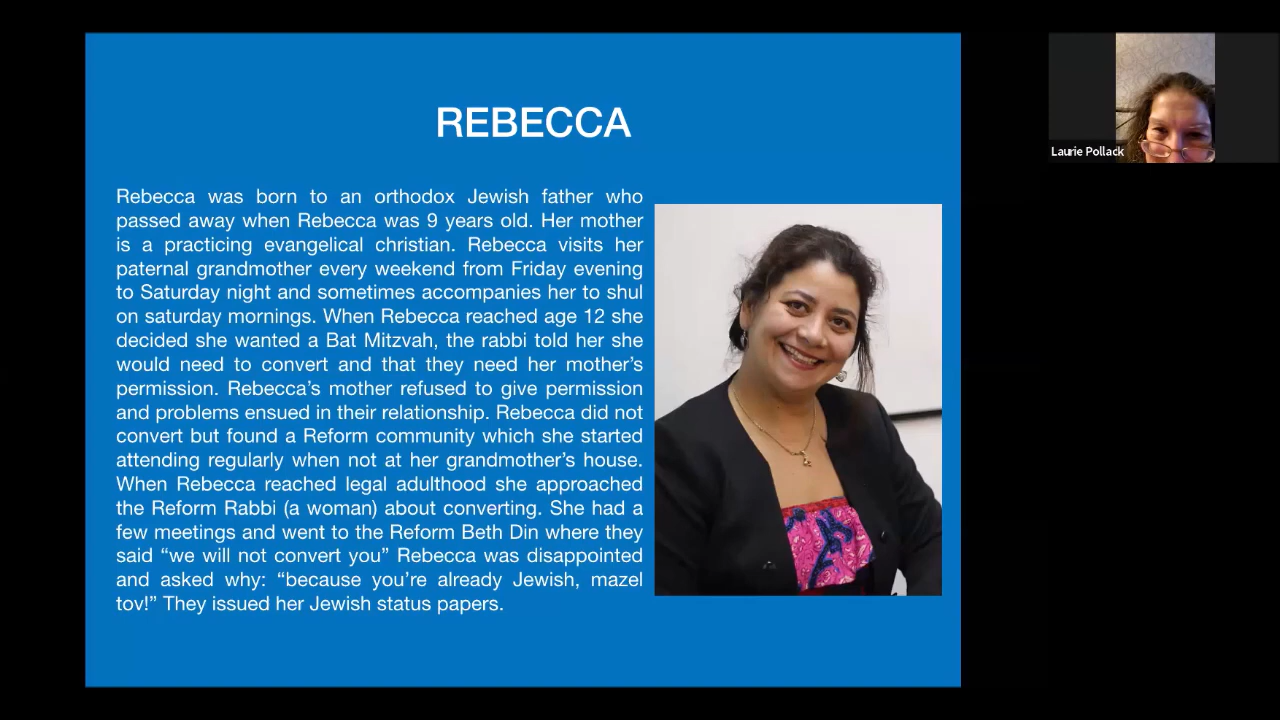 REBECCA
Rebecca was born to an orthodox Jewish father who
passed away when Rebecca was 9 years old. Her mother
is a practicing evangelical christian. Rebecca visits her
paternal grandmother every weekend from Friday evening
to Saturday night and sometimes accompanies her to shul
on saturday mornings. When Rebecca reached age 12 she
decided she wanted a Bat Mitzvah, the rabbi told her she
would need to convert and that they need her mother’s
permission. Rebecca’s mother refused to give permission
and problems ensued in their relationship. Rebecca did not
convert but found a Reform community which she started
attending regularly when not at her grandmother’s house.
When Rebecca reached legal adulthood she approached
the Reform Rabbi (a woman) about converting. She had a
few meetings and went to the Reform Beth Din where they
said “we will not convert you” Rebecca was disappointed
and asked why: “because you’re already Jewish, mazel
tov!” They issued her Jewish status papers.
Laurie Pollack